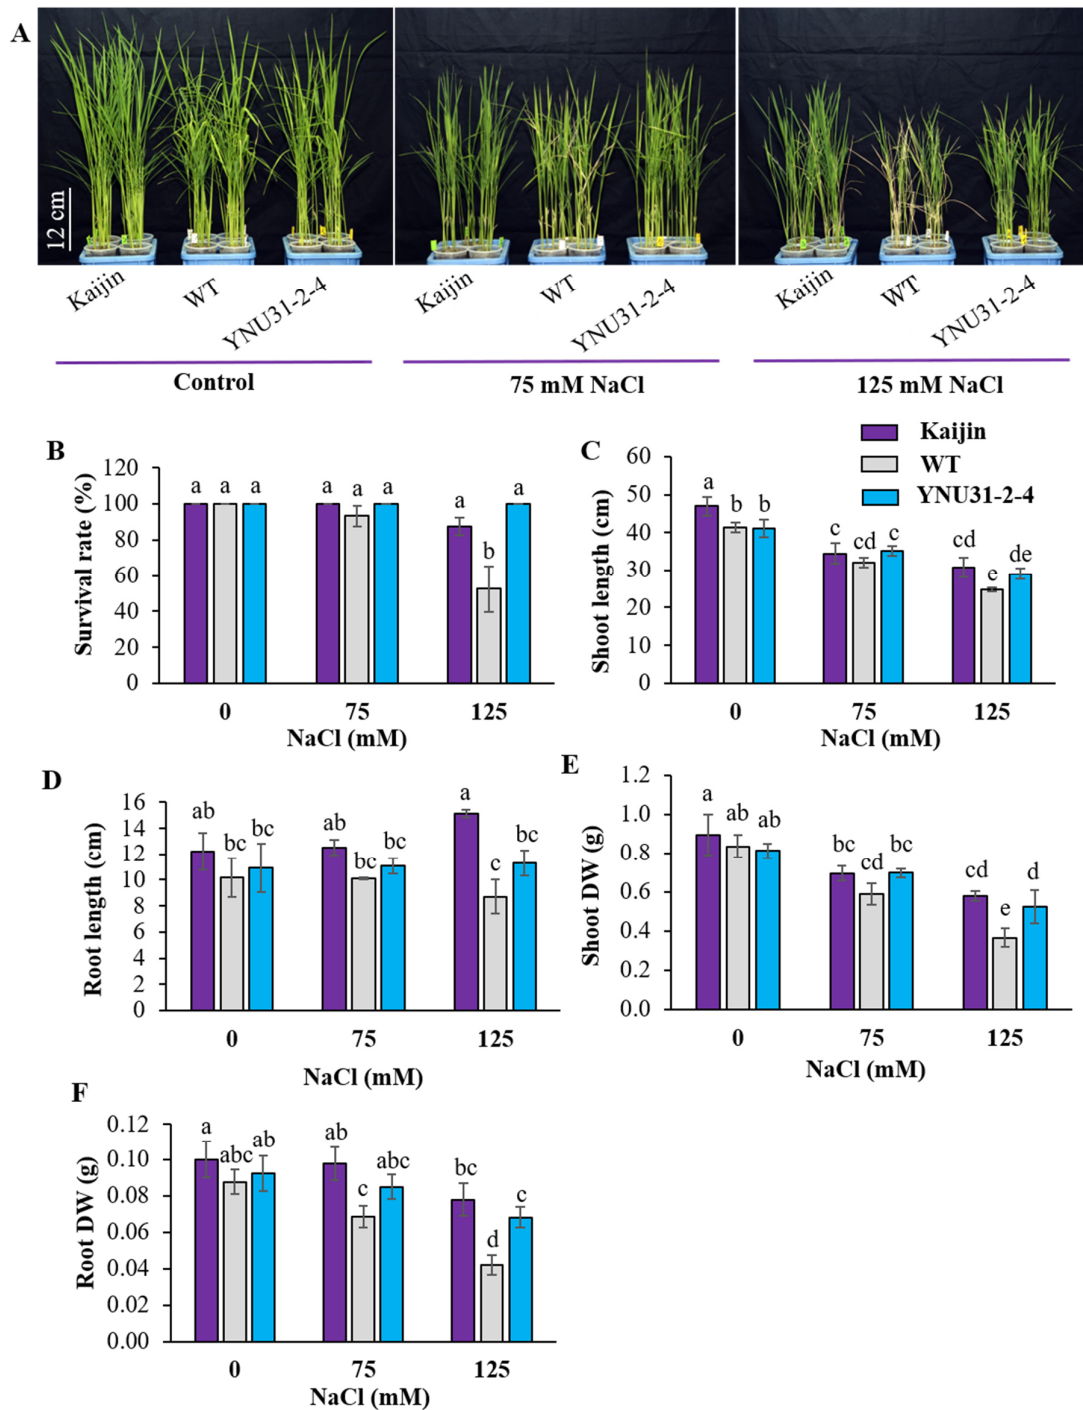 A
12 cm
Kaijin WT YNU31-2-4
Kaijin WT YNU31-2-4
Kaijin WT YNU31-2-4
Control 75 mM NaCl 125 mM NaCl
B
Survival rate (%)
120
100
80
60
40
20
0
a a a
a a a
a b a
0 75 125
NaCl (mM)
C
Kaijin
WT
YNU31-2-4
Shoot length (cm)
60
50
40
30
20
10
0
a b b
c cd c
cd e de
0 75 125
NaCl (mM)
D
Root length (cm)
16
14
12
10
8
6
4
2
0
ab bc bc
ab bc bc
a c bc
0 75 125
NaCl (mM)
E
Shoot DW (g)
1.2
1.0
0.8
0.6
0.4
0.2
0.0
a ab ab
bc cd bc
cd e d
0 75 125
NaCl (mM)
F
Root DW (g)
0.12
0.10
0.08
0.06
0.04
0.02
0.00
a abc ab
ab c abc
bc d c
0 75 125
NaCl (mM)